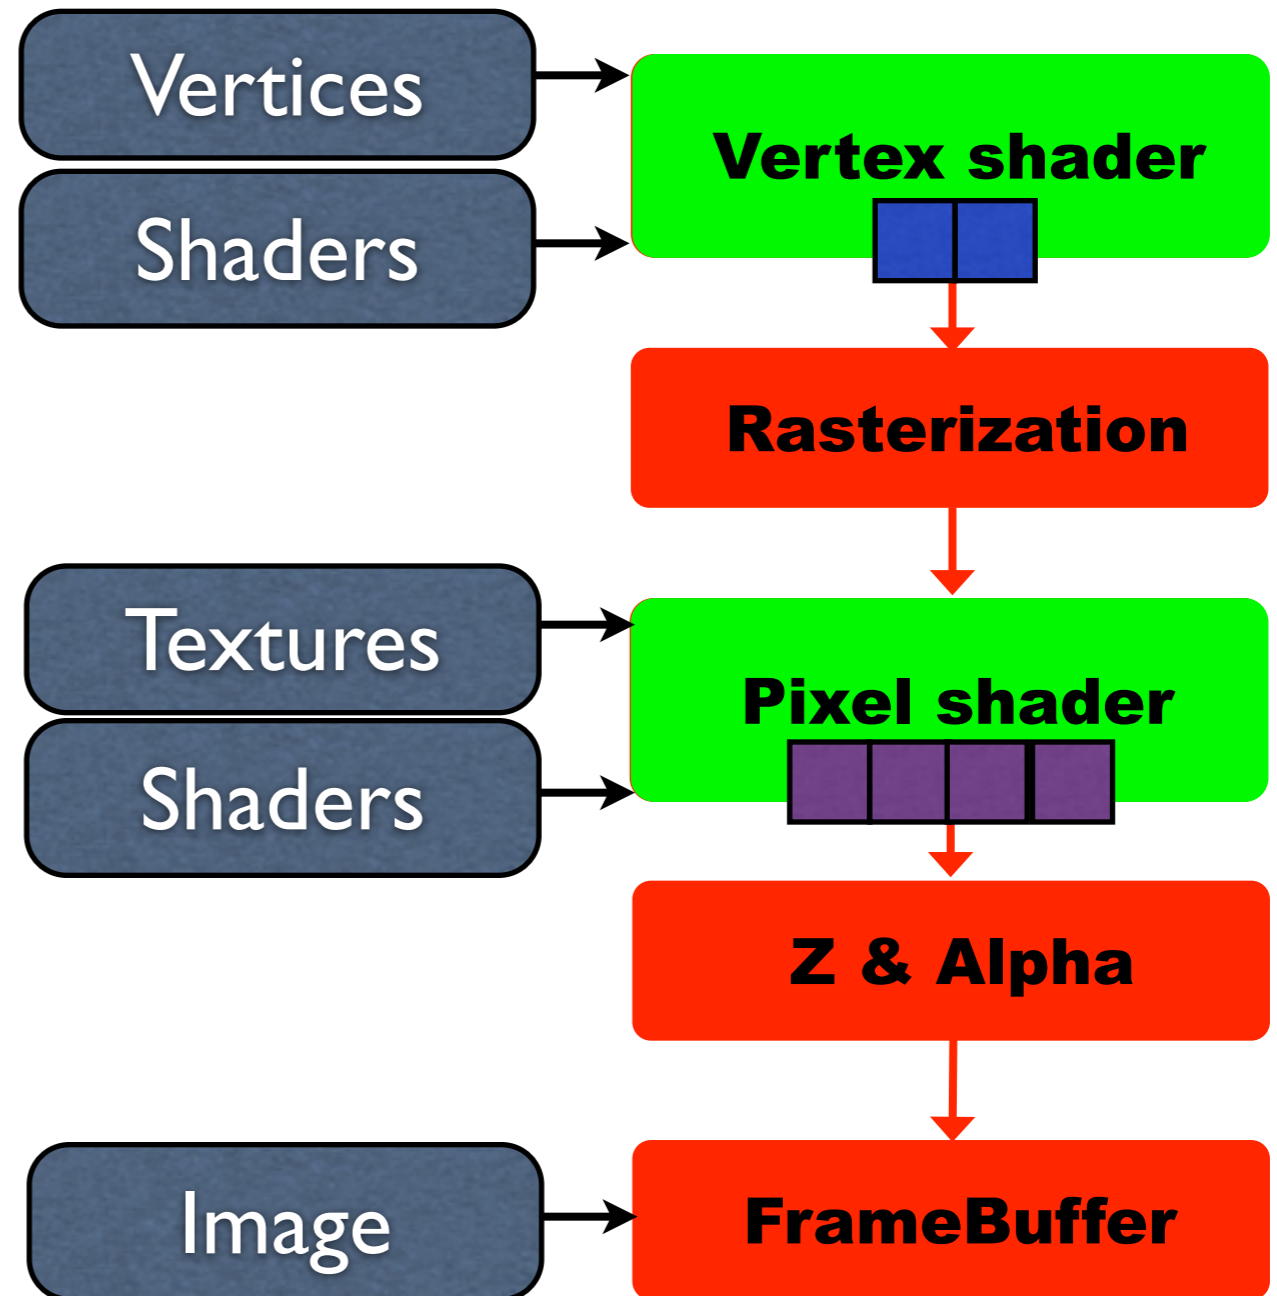 Vertices
Vertex shader
Shaders
Rasterization
Textures
Pixel shader
Shaders
Z & Alpha
Image
FrameBuffer